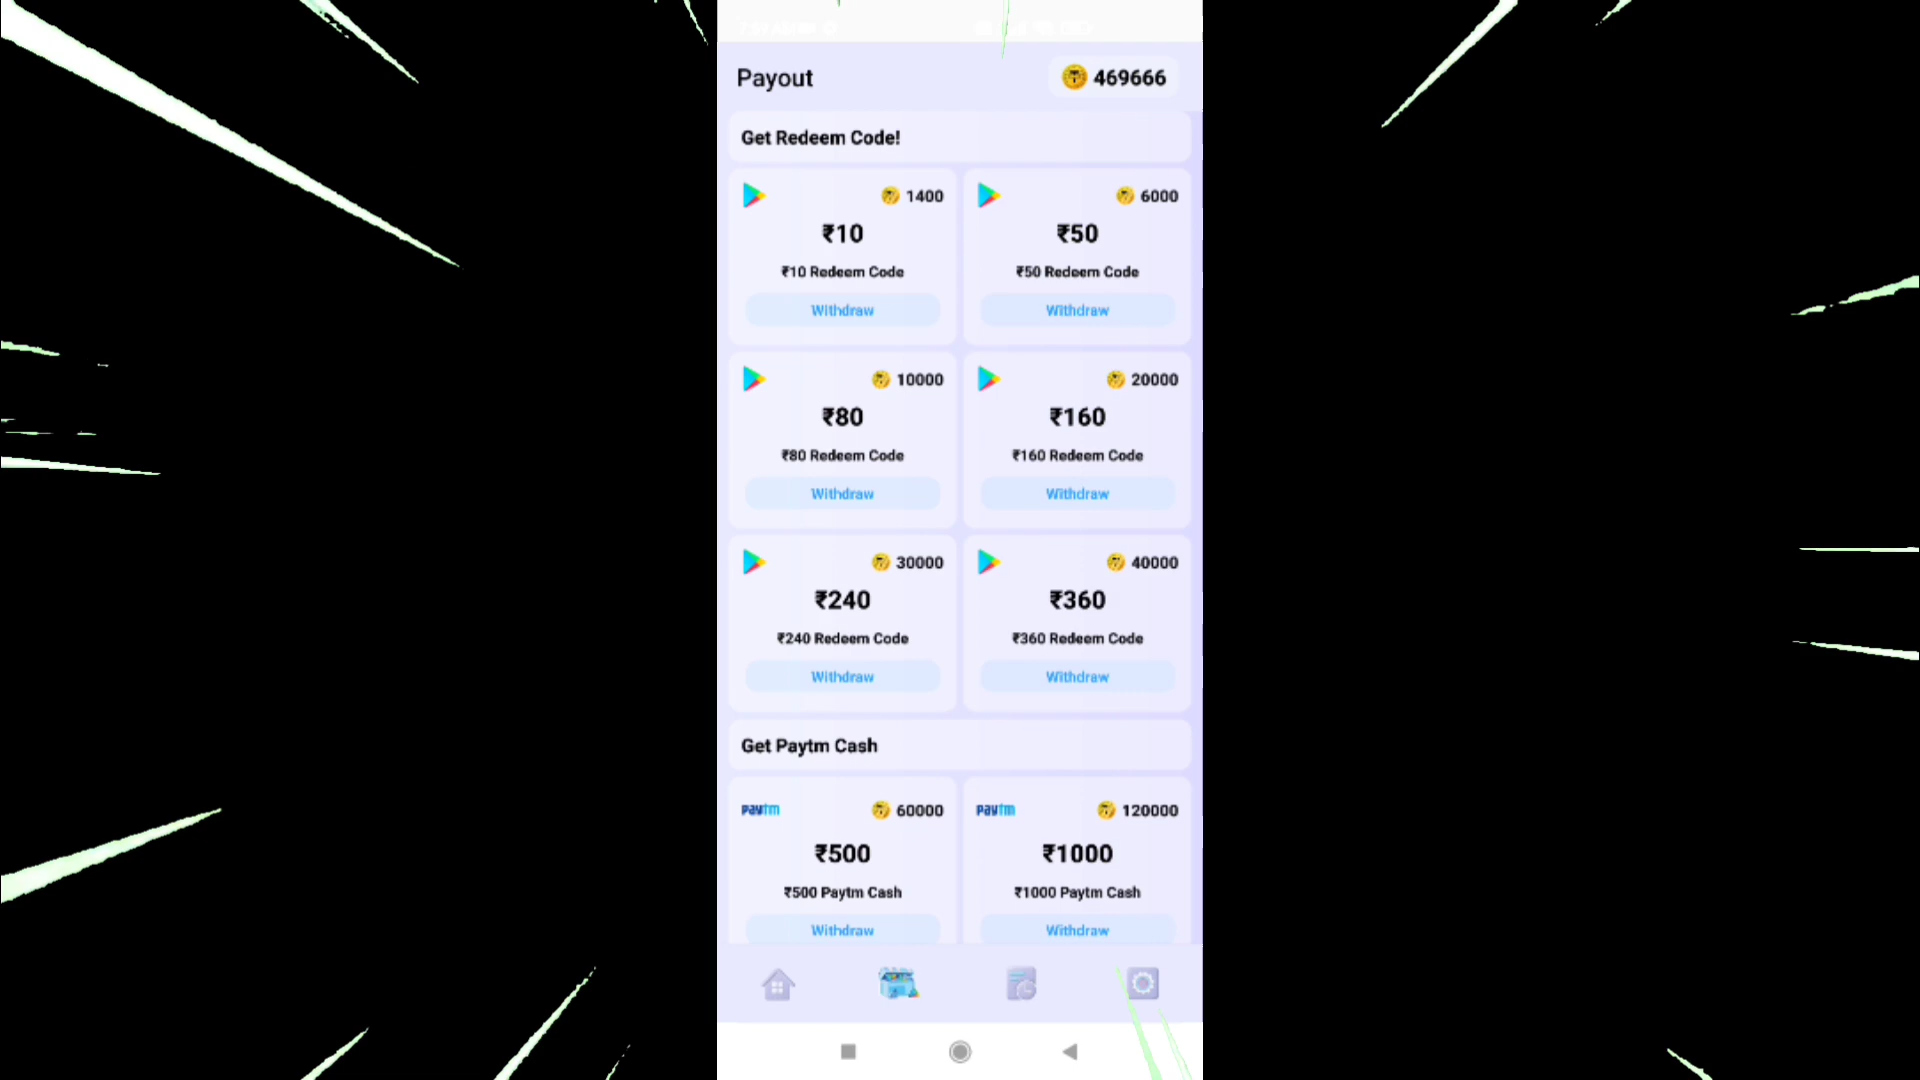 Payout
469666
Get Redeem Code!
1400
6000
₹10
₹50
₹10 Redeem Code
₹50 Redeem Code
Withdraw
Withdraw
10000
20000
₹80
₹160
₹80 Redeem Code
₹160 Redeem Code
Withdraw
Withdraw
30000
40000
₹240
₹360
₹240 Redeem Code
₹360 Redeem Code
Withdraw
Withdraw
Get Paytm Cash
paytm
60000
paytm
120000
₹500
₹1000
₹500 Paytm Cash
₹1000 Paytm Cash
Withdraw
Withdraw